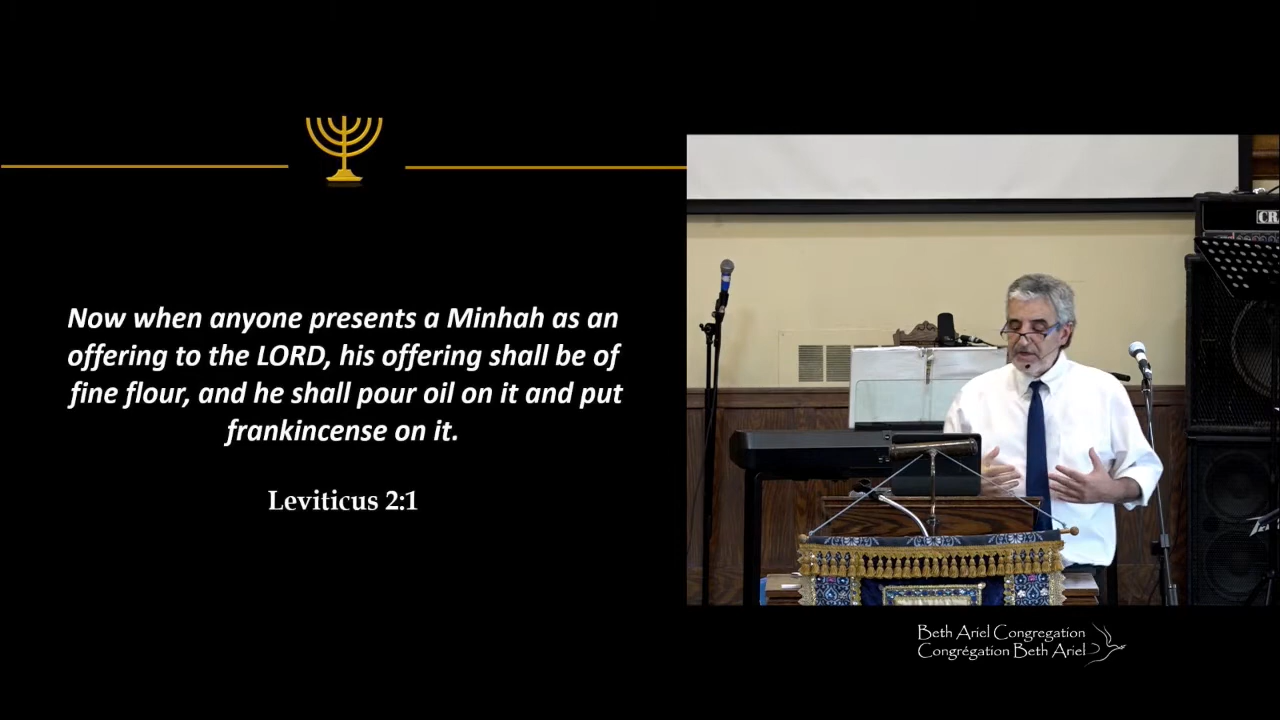 Now when anyone presents a Minhah as an
offering to the LORD, his offering shall be of
fine flour, and he shall pour oil on it and put
frankincense on it.
Leviticus 2:1
CR
Beth Ariel Congregation
Congrégation Beth Ariel